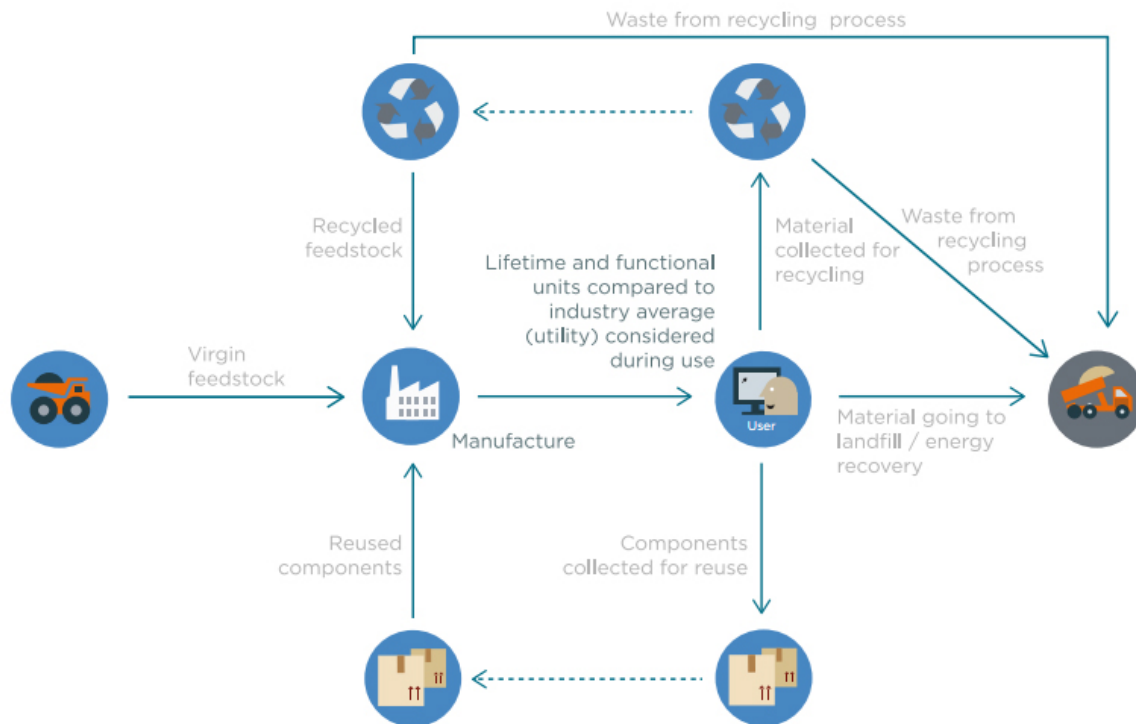 Waste from recycling process
Recycled
feedstock
Material
collected for
recycling
Waste from
recycling
process
Lifetime and functional
units compared to
industry average
(utility) considered
during use
Virgin
feedstock
Manufacture
User
Material going to
landfill / energy
recovery
Reused
components
Components
collected for reuse